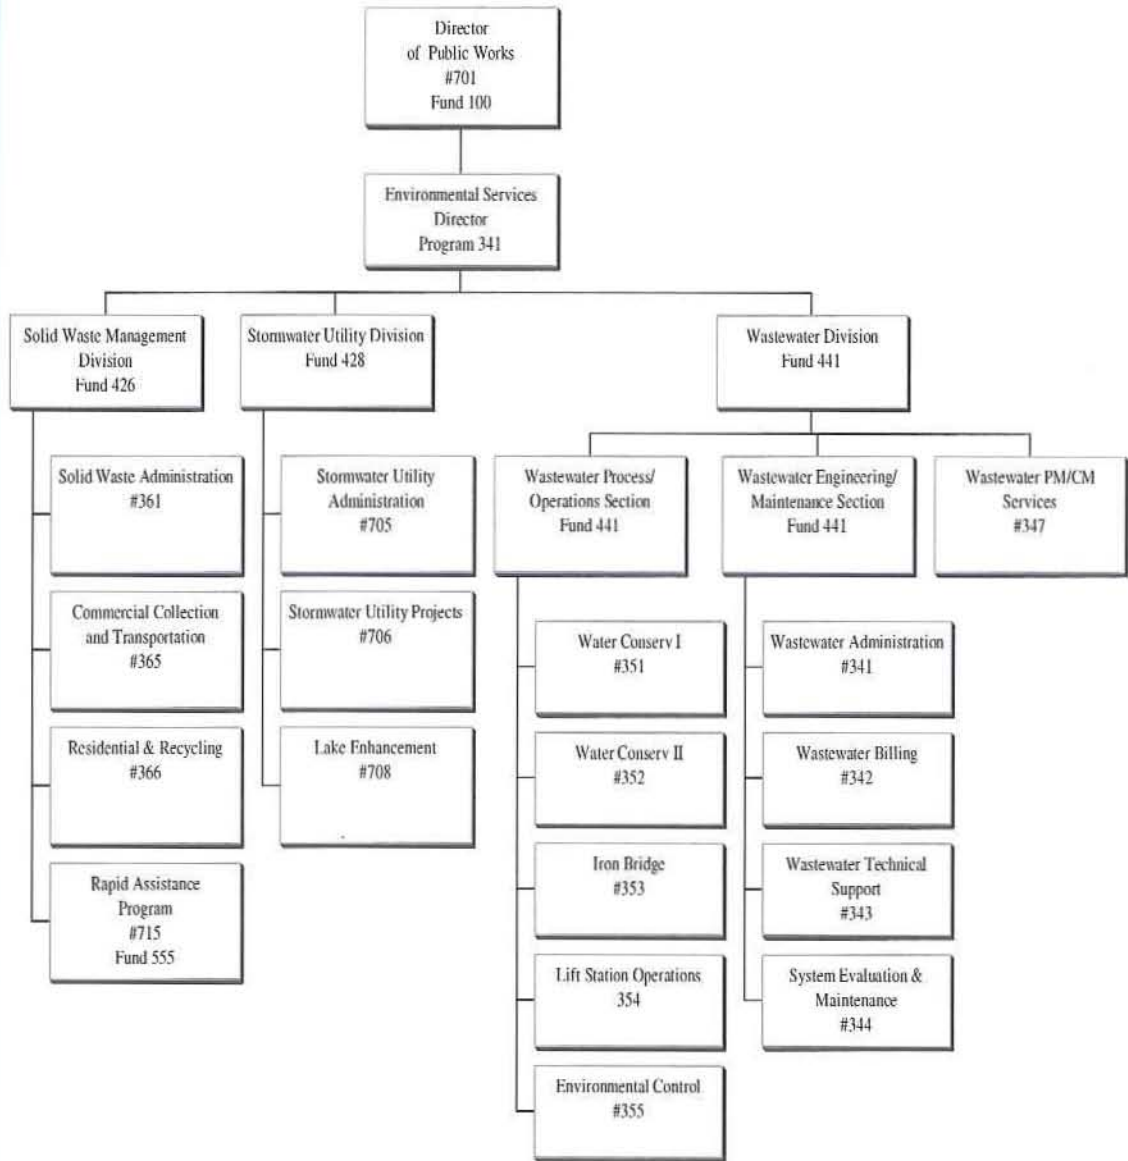 Director
of Public Works
#701
Fund 100
Environmental Services
Director
Program 341
Solid Waste Management
Division
Fund 426
Stormwater Utility Division
Fund 428
Wastewater Division
Fund 441
Solid Waste Administration
#361
Commercial Collection
and Transportation
#365
Residential & Recycling
#366
Rapid Assistance
Program
#715
Fund 555
Stormwater Utility
Administration
#705
Stormwater Utility Projects
#706
Lake Enhancement
#708
Wastewater Process/
Operations Section
Fund 441
Wastewater Engineering/
Maintenance Section
Fund 441
Wastewater PM/CM
Services
#347
Water Conserv I
#351
Water Conserv II
#352
Iron Bridge
#353
Lift Station Operations
354
Environmental Control
#355
Wastewater Administration
#341
Wastewater Billing
#342
Wastewater Technical
Support
#343
System Evaluation &
Maintenance
#344